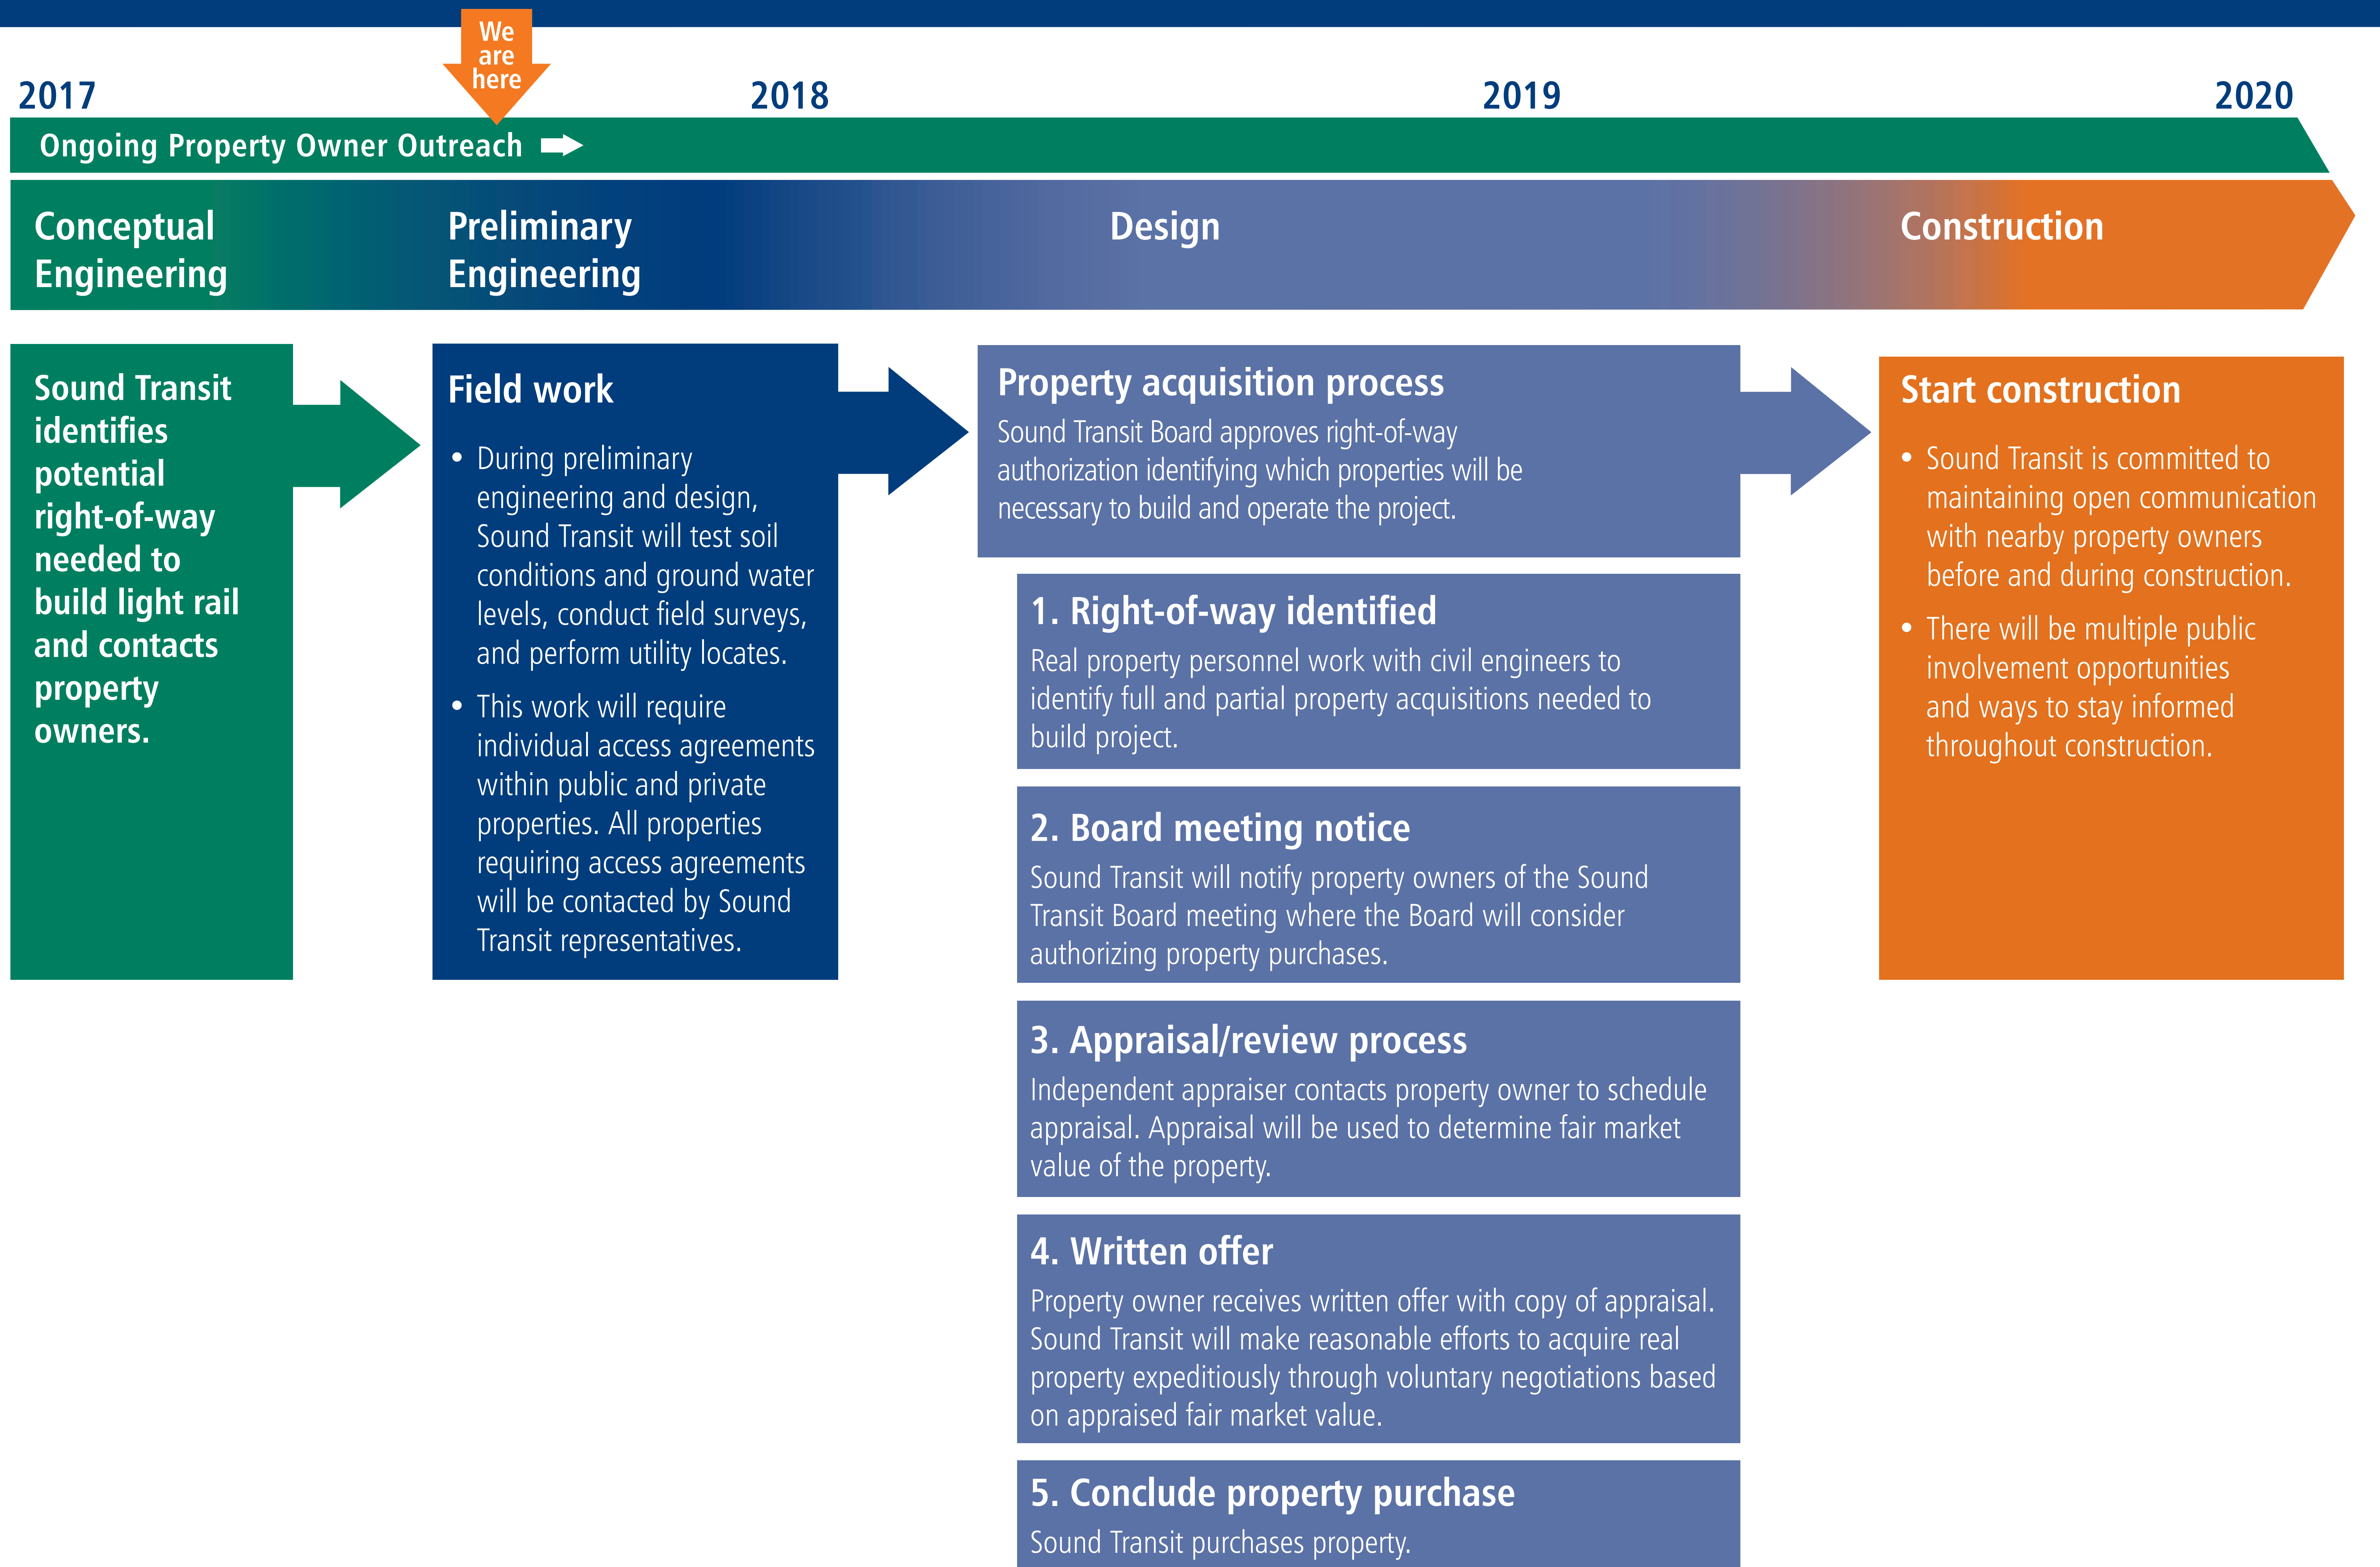 We
are
here
2017
2018
2019
2020
Ongoing Property Owner Outreach
Conceptual
Engineering
Preliminary
Engineering
Design
Construction
Sound Transit
identifies
potential
right-of-way
needed to
build light rail
and contacts
property
owners.
Field work
• During preliminary
engineering and design,
Sound Transit will test soil
conditions and ground water
levels, conduct field surveys,
and perform utility locates.
• This work will require
individual access agreements
within public and private
properties. All properties
requiring access agreements
will be contacted by Sound
Transit representatives.
Property acquisition process
Sound Transit Board approves right-of-way
authorization identifying which properties will be
necessary to build and operate the project.
1. Right-of-way identified
Real property personnel work with civil engineers to
identify full and partial property acquisitions needed to
build project.
2. Board meeting notice
Sound Transit will notify property owners of the Sound
Transit Board meeting where the Board will consider
authorizing property purchases.
3. Appraisal/review process
Independent appraiser contacts property owner to schedule
appraisal. Appraisal will be used to determine fair market
value of the property.
4. Written offer
Property owner receives written offer with copy of appraisal.
Sound Transit will make reasonable efforts to acquire real
property expeditiously through voluntary negotiations based
on appraised fair market value.
5. Conclude property purchase
Sound Transit purchases property.
Start construction
• Sound Transit is committed to
maintaining open communication
with nearby property owners
before and during construction.
• There will be multiple public
involvement opportunities
and ways to stay informed
throughout construction.